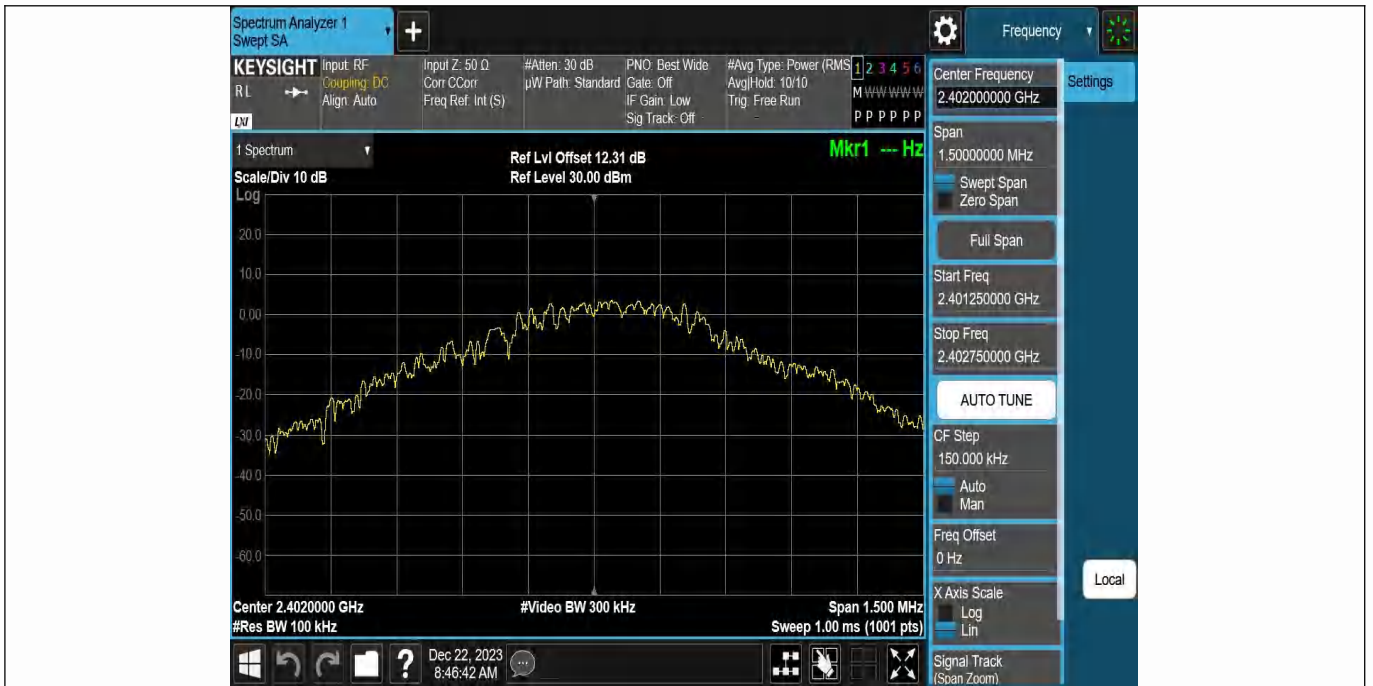 Spectrum Analyzer 1
Swept SA
+
Frequency
KEYSIGHT
RL
LXI
Input: RF
Coupling: DC
Align: Auto
Input Z: 50 Ω
Corr CCorr
Freq Ref: Int (S)
#Atten: 30 dB
µW Path: Standard
PNO: Best Wide
Gate: Off
IF Gain: Low
Sig Track: Off
#Avg Type: Power (RMS
Avg|Hold: 10/10
Trig: Free Run
1 2 3 4 5 6
M W W W W W
P P P P P P
1 Spectrum
Scale/Div 10 dB
Log
Ref Lvl Offset 12.31 dB
Ref Level 30.00 dBm
Mkr1 --- Hz
20.0
10.0
0.00
-10.0
-20.0
-30.0
-40.0
-50.0
-60.0
Center 2.4020000 GHz
#Res BW 100 kHz
#Video BW 300 kHz
Span 1.500 MHz
Sweep 1.00 ms (1001 pts)
Center Frequency
2.402000000 GHz
Settings
Span
1.50000000 MHz
Swept Span
Zero Span
Full Span
Start Freq
2.401250000 GHz
Stop Freq
2.402750000 GHz
AUTO TUNE
CF Step
150.000 kHz
Auto
Man
Freq Offset
0 Hz
X Axis Scale
Log
Lin
Local
Signal Track
(Span Zoom)
?
Dec 22, 2023
8:46:42 AM